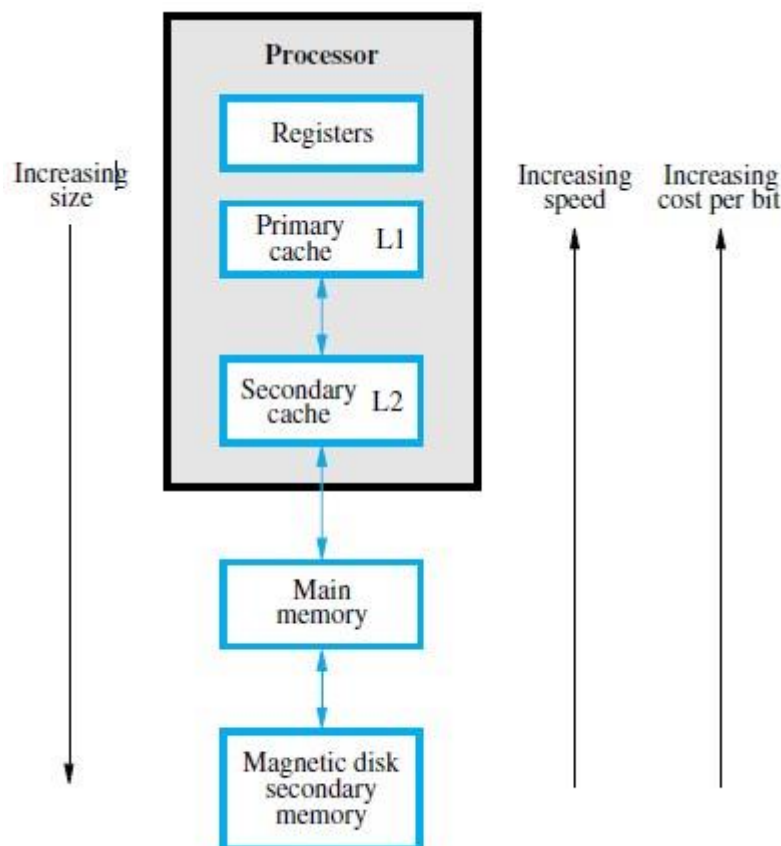 Processor
Registers
Increasing
size
Increasing
speed
Increasing
cost per bit
Primary
cache L1
Secondary
cache L2
Main
memory
Magnetic disk
secondary
memory